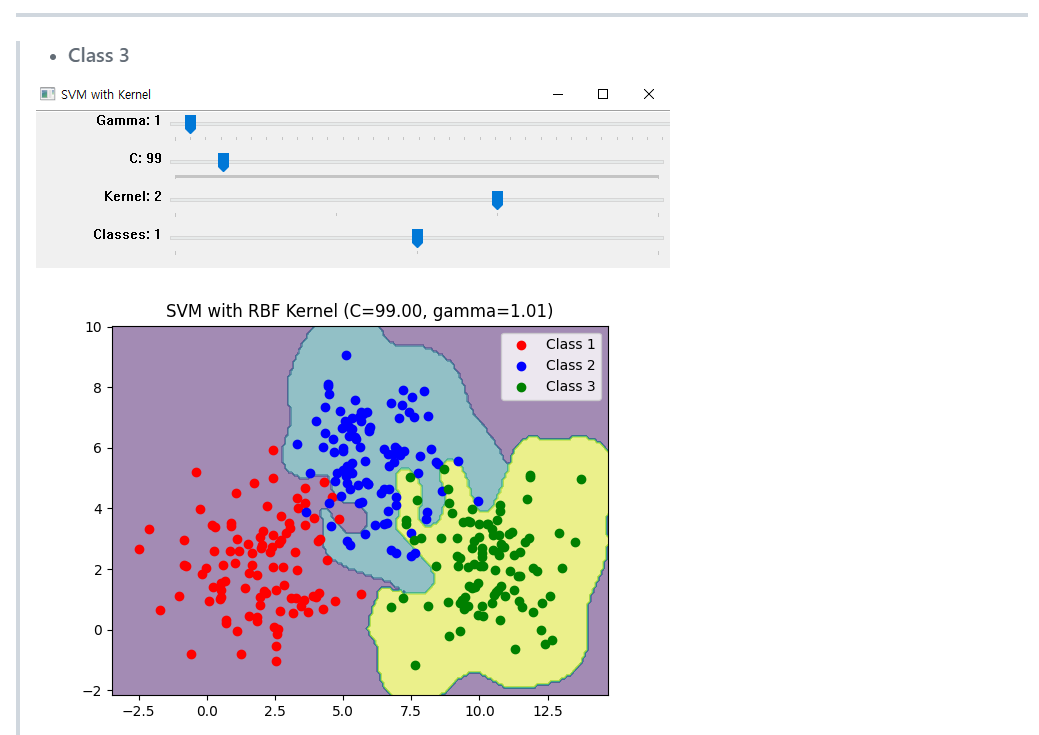 Class 3
SVM with Kernel
Gamma: 1
C: 99
Kernel: 2
Classes: 1
SVM with RBF Kernel (C=99.00, gamma=1.01)
Class 1
Class 2
Class 3
10
8
6
4
2
0
−2
−2.5
0.0
2.5
5.0
7.5
10.0
12.5